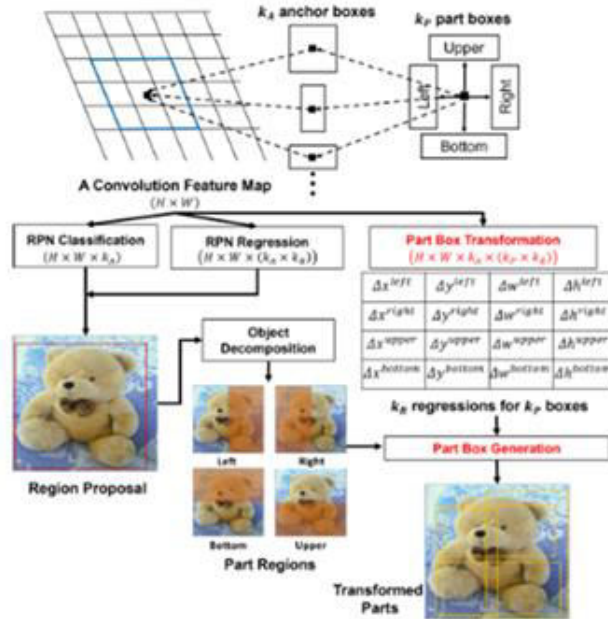 k_A anchor boxes
k_P part boxes
Upper
Left
Right
Bottom
A Convolution Feature Map
(H × W)
RPN Classification
(H × W × k_A)
RPN Regression
(H × W × (k_A × k_R))
Part Box Transformation
(H × W × k_A × (k_P × k_R))
Δx^left Δy^left Δw^left Δh^left
Δx^right Δy^right Δw^right Δh^right
Δx^upper Δy^upper Δw^upper Δh^upper
Δx^bottom Δy^bottom Δw^bottom Δh^bottom
Object
Decomposition
k_R regressions for k_P boxes
Left
Right
Part Box Generation
Region Proposal
Bottom
Upper
Part Regions
Transformed
Parts